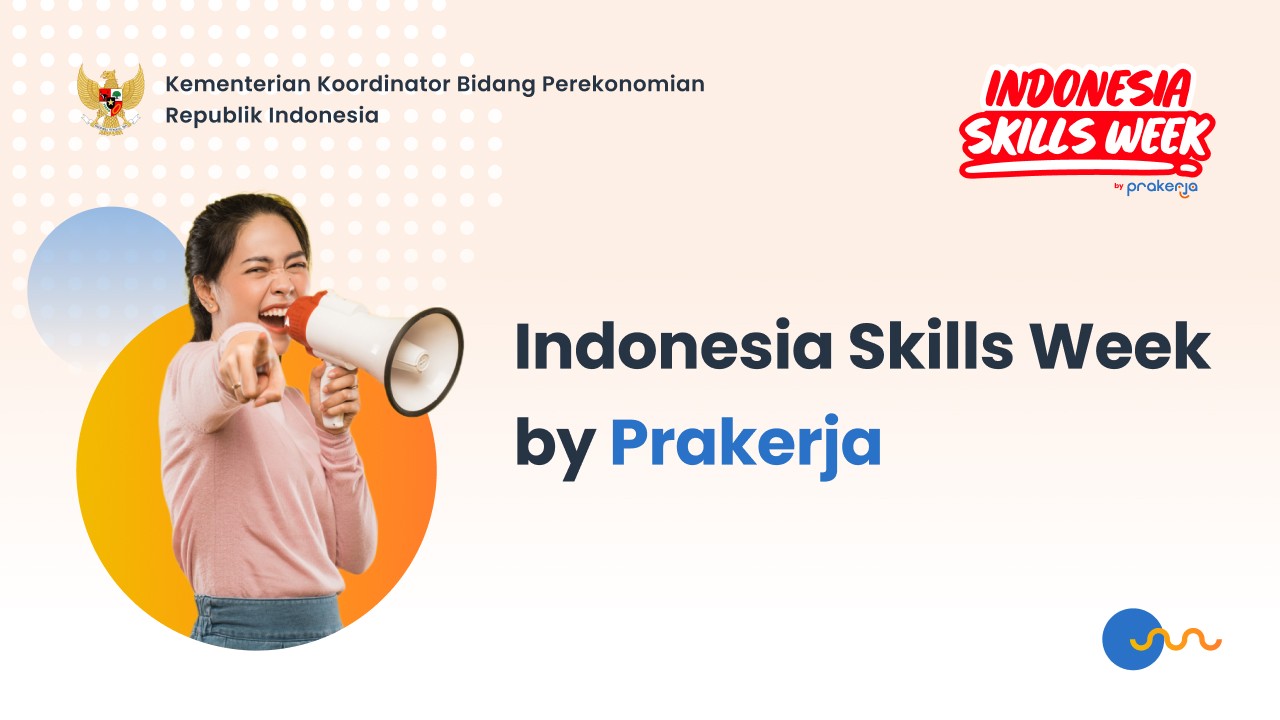 Kementerian Koordinator Bidang Perekonomian
Republik Indonesia
INDONESIA
SKILLS WEEK
by prakerja
Indonesia Skills Week
by Prakerja